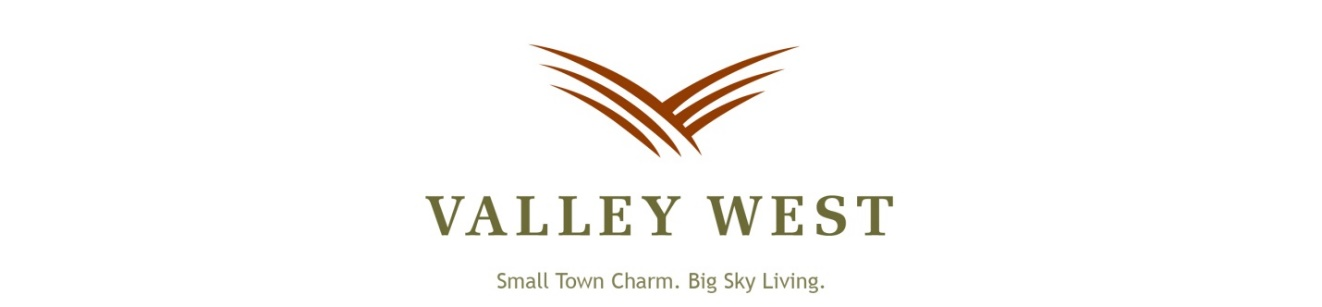 VALLEY WEST
Small Town Charm. Big Sky Living.